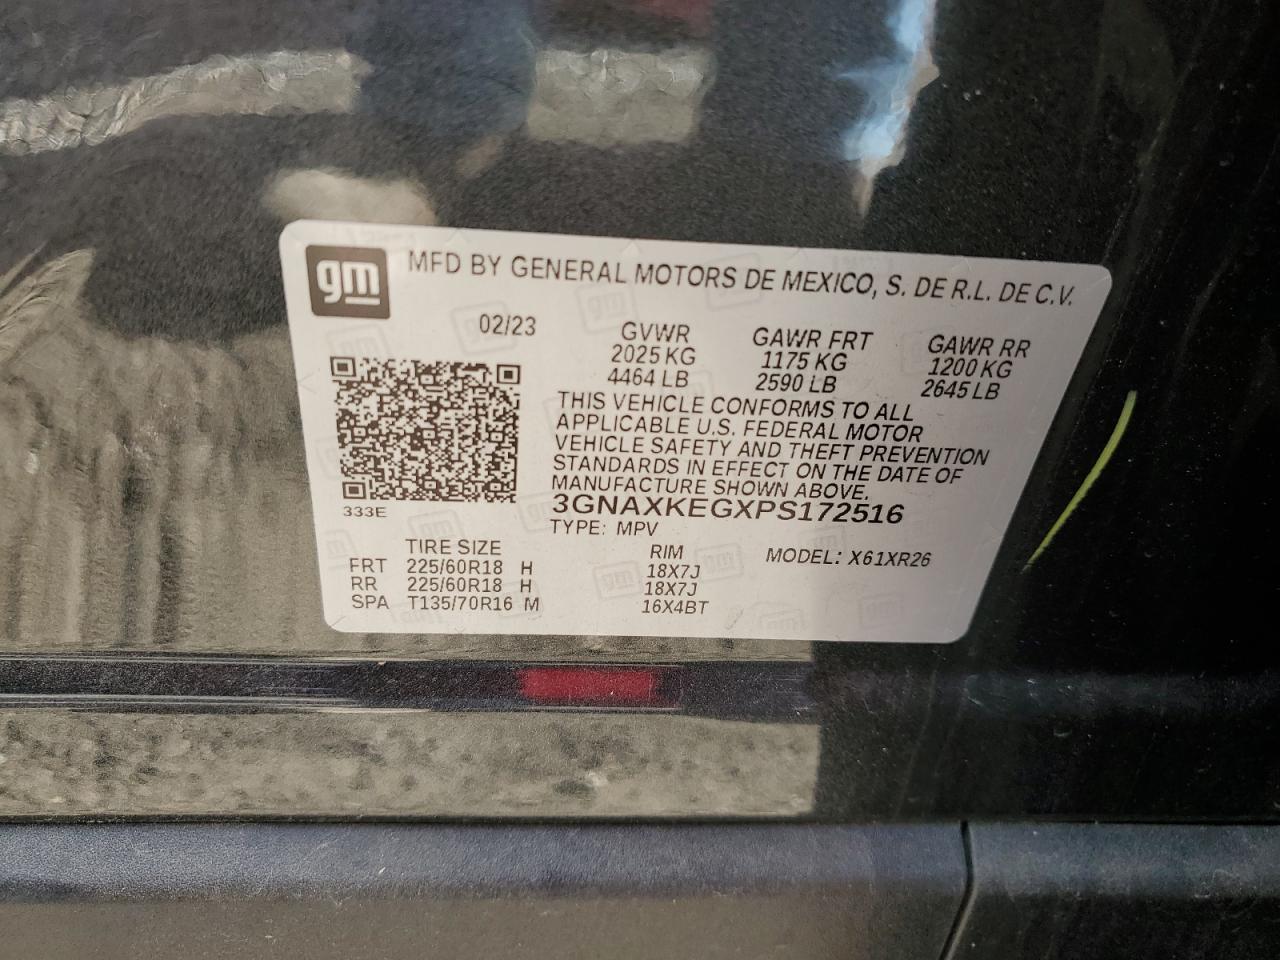 gm MFD BY GENERAL MOTORS DE MEXICO, S. DE R.L. DE C.V.
02/23 GVWR GAWR FRT GAWR RR
2025 KG 1175 KG 1200 KG
4464 LB 2590 LB 2645 LB
THIS VEHICLE CONFORMS TO ALL
APPLICABLE U.S. FEDERAL MOTOR
VEHICLE SAFETY AND THEFT PREVENTION
STANDARDS IN EFFECT ON THE DATE OF
MANUFACTURE SHOWN ABOVE.
333E 3GNAXKEGXPS172516
TYPE: MPV
TIRE SIZE RIM MODEL: X61XR26
FRT 225/60R18 H 18X7J
RR 225/60R18 H 18X7J
SPA T135/70R16 M 16X4BT